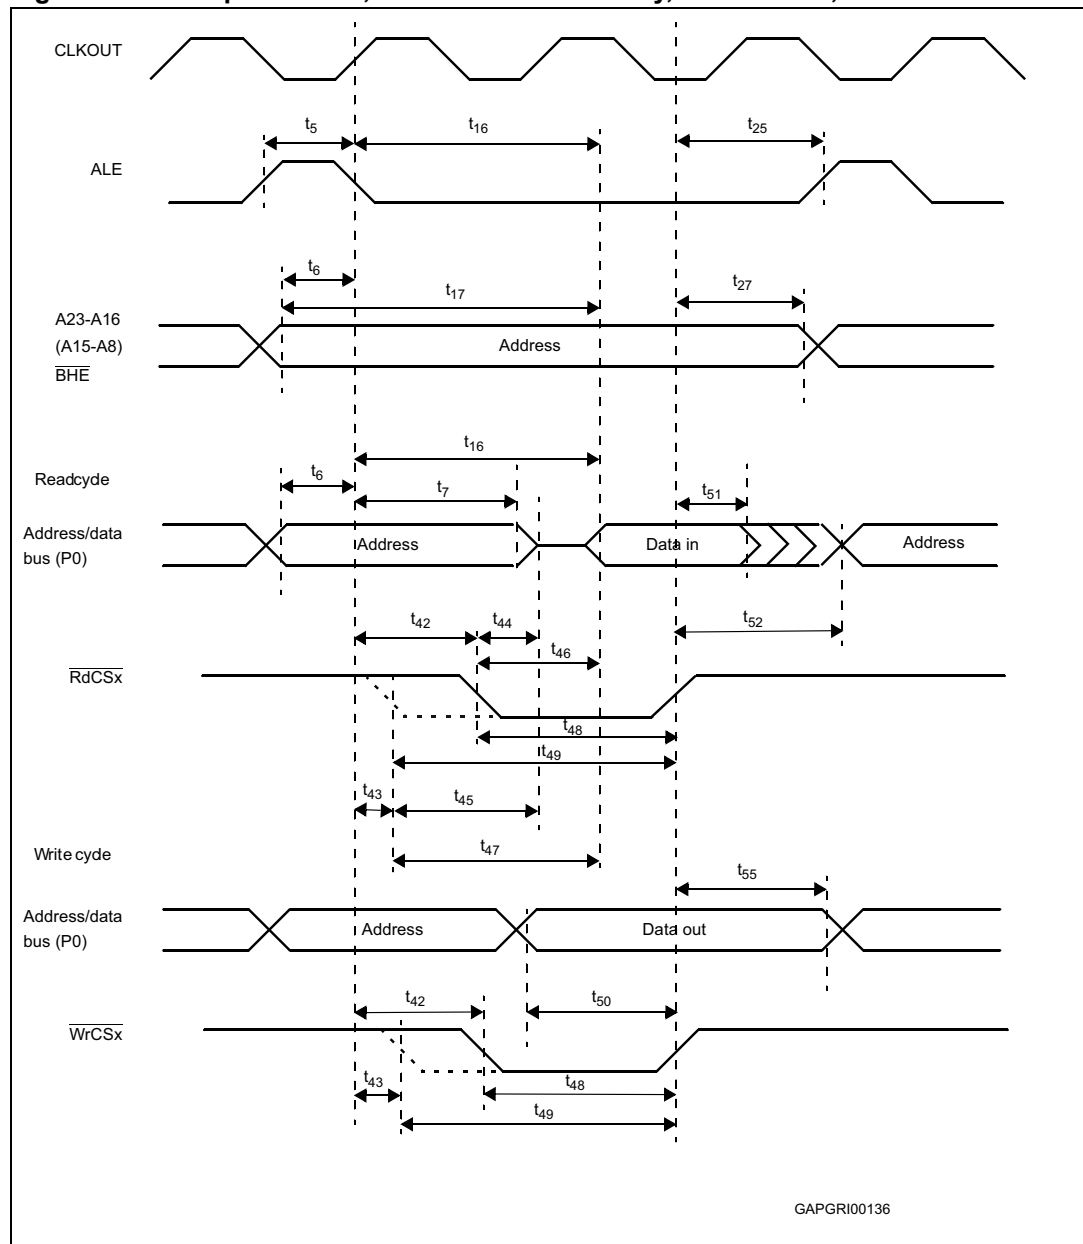 CLKOUT
t5 t16 t25
ALE
t6 t17 t27
A23-A16
(A15-A8)
BHE
Address
t16
Readcyde
t6 t7 t51
Address/data
bus (P0)
Address Data in Address
t42 t44 t52
t46
RdCSx
t48
t49
t43 t45
t47
Write cyde
t55
Address/data
bus (P0)
Address Data out
t42 t50
WrCSx
t43 t48
t49
GAPGRI00136